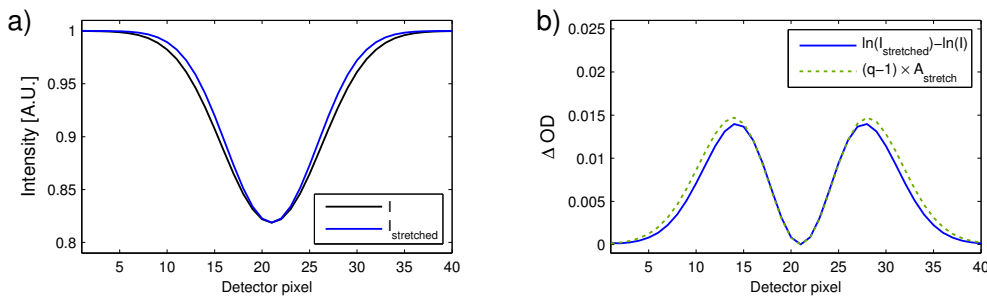 a)
Intensity [A.U.]
1
0.95
0.9
0.85
0.8
I
I_stretched
5 10 15 20 25 30 35 40
Detector pixel
b)
Δ OD
0.025
0.02
0.015
0.01
0.005
0
ln(I_stretched)−ln(I)
(q−1) × A_stretch
5 10 15 20 25 30 35 40
Detector pixel